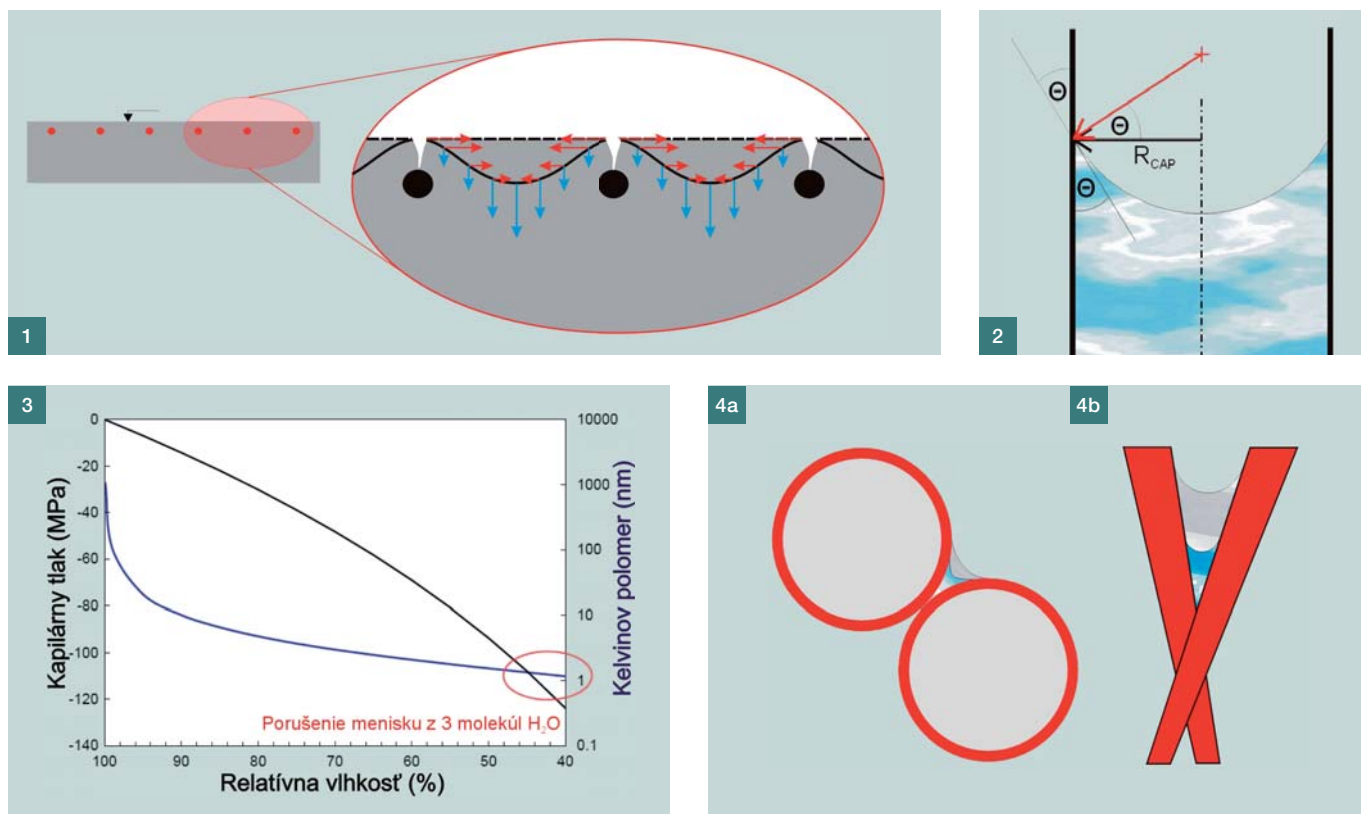 1
Θ
Θ
R_CAP
Θ
2
3
Kapilárny tlak (MPa)
0
-20
-40
-60
-80
-100
-120
-140
10000
1000
100
10
1
0.1
Kelvinov polomer (nm)
Porušenie menisku z 3 molekúl H₂O
100 90 80 70 60 50 40
Relatívna vlhkosť (%)
4a
4b